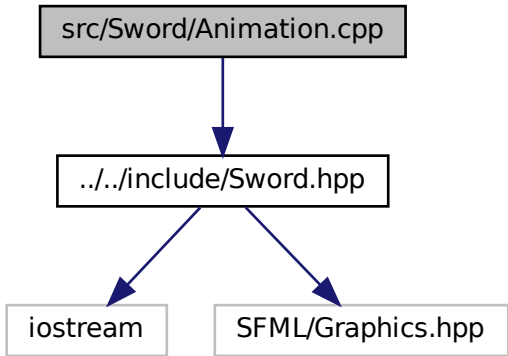 src/Sword/Animation.cpp
../../include/Sword.hpp
iostream
SFML/Graphics.hpp